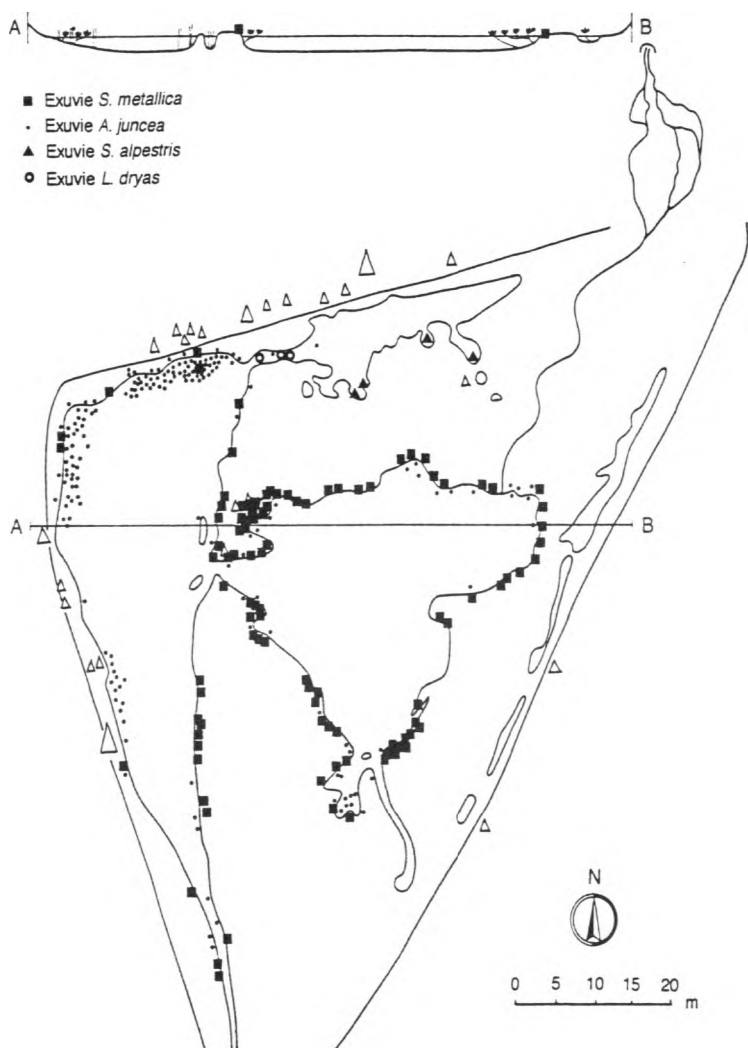 A B
■ Exuvie S. metallica
• Exuvie A. juncea
▲ Exuvie S. alpestris
○ Exuvie L. dryas
A B
N
0 5 10 15 20
m